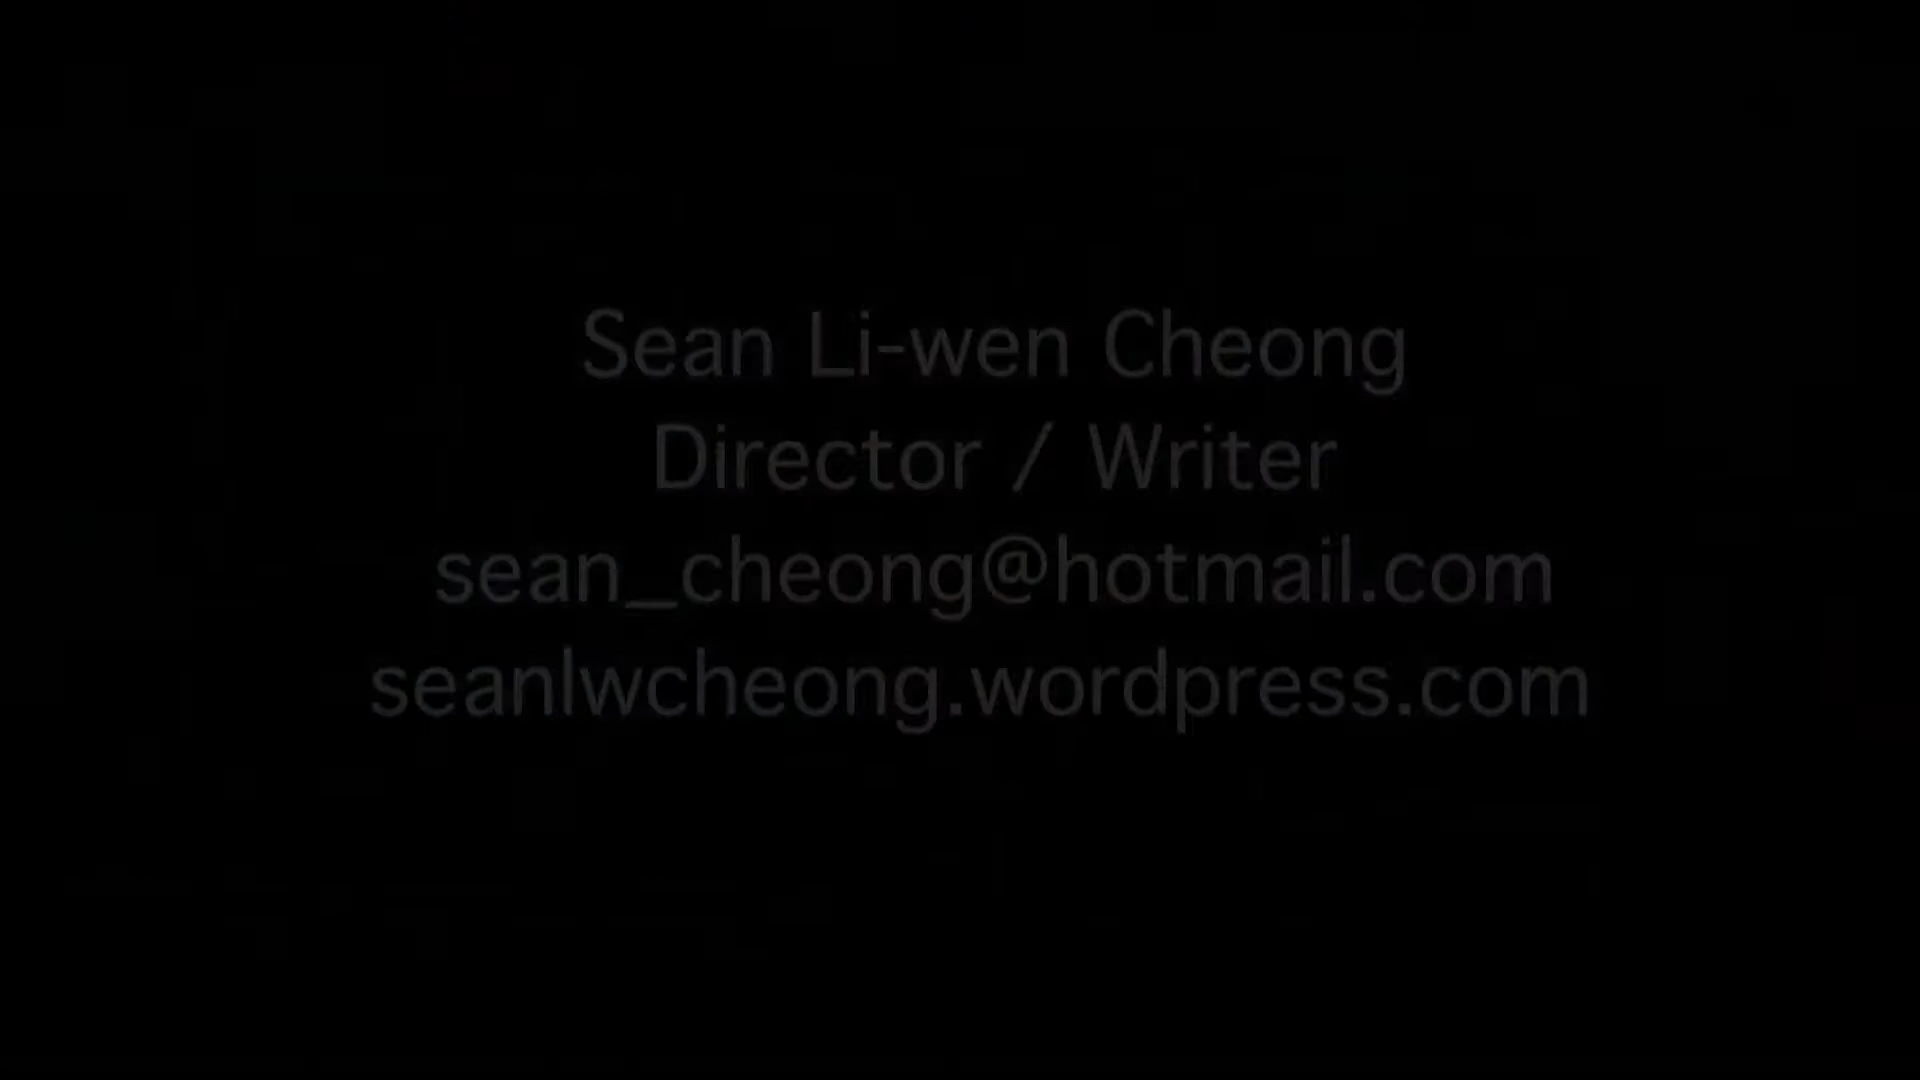 Sean Li-wen Cheong
Director / Writer
sean_cheong@hotmail.com
seanlwcheong.wordpress.com